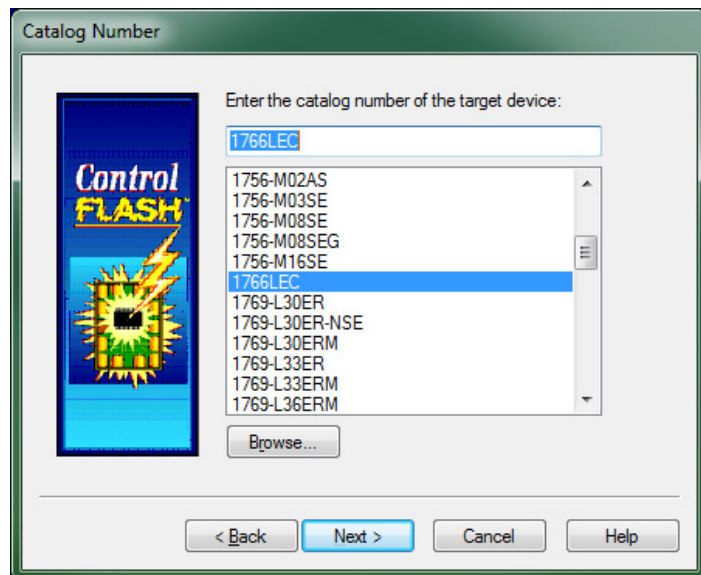 Catalog Number
Enter the catalog number of the target device:
1766LEC
Control
FLASH
1756-M02AS
1756-M03SE
1756-M08SE
1756-M08SEG
1756-M16SE
1766LEC
1769-L30ER
1769-L30ER-NSE
1769-L30ERM
1769-L33ER
1769-L33ERM
1769-L36ERM
Browse...
< Back
Next >
Cancel
Help